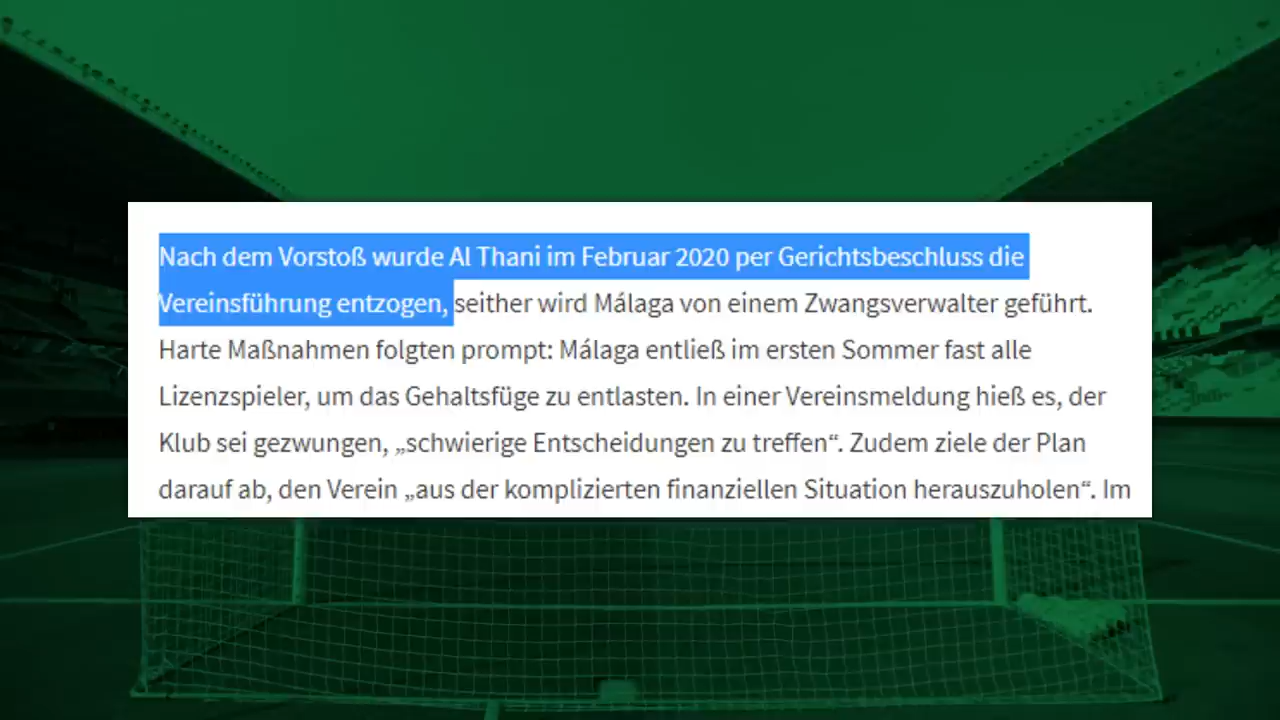 Nach dem Vorstoß wurde Al Thani im Februar 2020 per Gerichtsbeschluss die
Vereinsführung entzogen, seither wird Málaga von einem Zwangsverwalter geführt.
Harte Maßnahmen folgten prompt: Málaga entließ im ersten Sommer fast alle
Lizenzspieler, um das Gehaltsfüge zu entlasten. In einer Vereinsmeldung hieß es, der
Klub sei gezwungen, „schwierige Entscheidungen zu treffen“. Zudem ziele der Plan
darauf ab, den Verein „aus der komplizierten finanziellen Situation herauszuholen“. Im